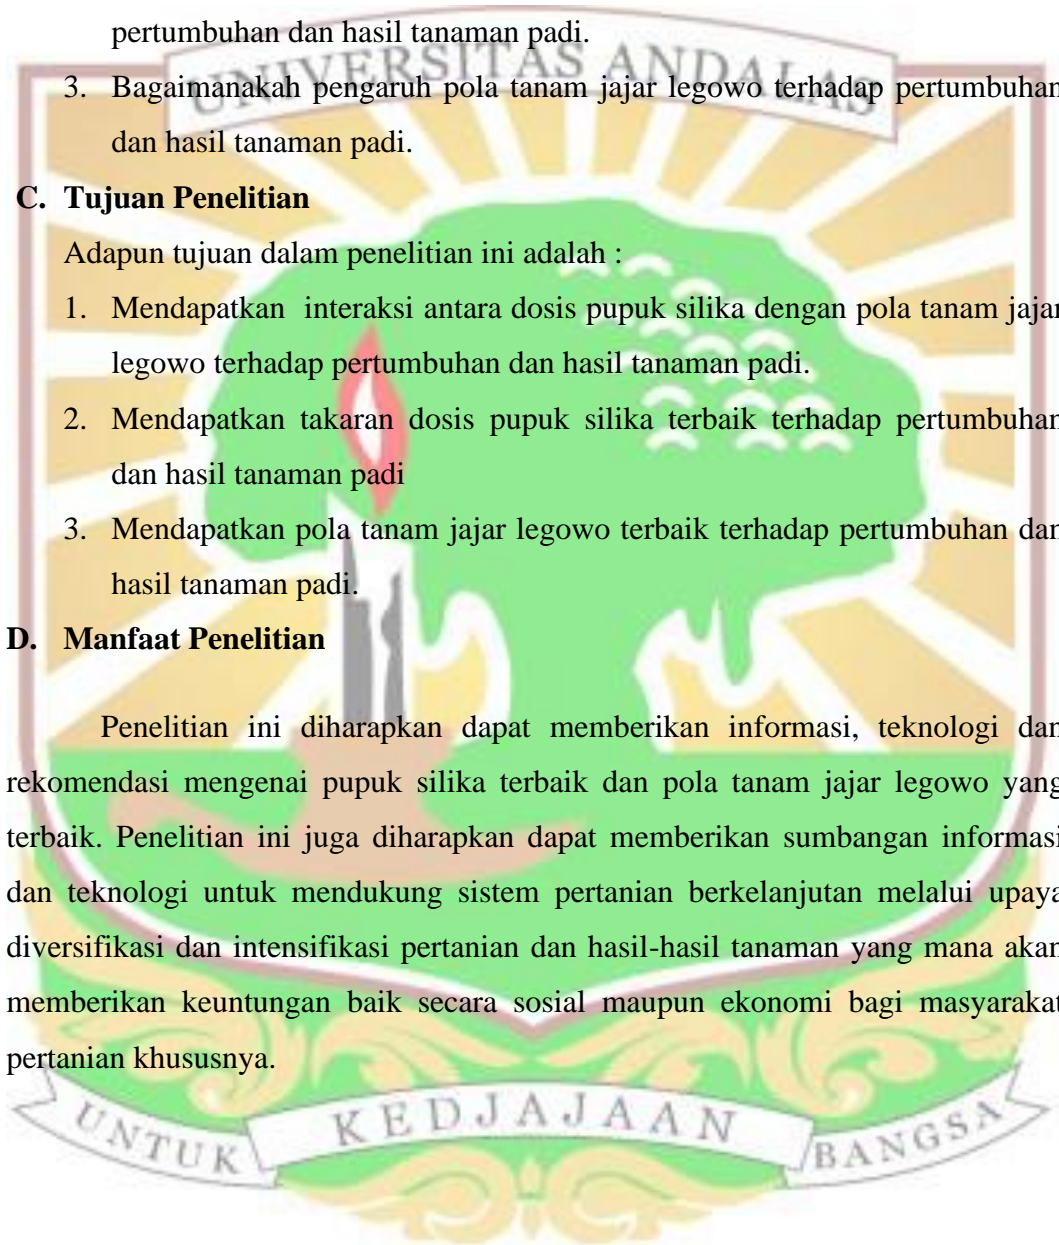 pertumbuhan dan hasil tanaman padi.
UNIVERSITAS ANDALAS
3. Bagaimanakah pengaruh pola tanam jajar legowo terhadap pertumbuhan
dan hasil tanaman padi.
C. Tujuan Penelitian
Adapun tujuan dalam penelitian ini adalah :
1. Mendapatkan interaksi antara dosis pupuk silika dengan pola tanam jajar
legowo terhadap pertumbuhan dan hasil tanaman padi.
2. Mendapatkan takaran dosis pupuk silika terbaik terhadap pertumbuhan
dan hasil tanaman padi
3. Mendapatkan pola tanam jajar legowo terbaik terhadap pertumbuhan dan
hasil tanaman padi.
D. Manfaat Penelitian
Penelitian ini diharapkan dapat memberikan informasi, teknologi dan
rekomendasi mengenai pupuk silika terbaik dan pola tanam jajar legowo yang
terbaik. Penelitian ini juga diharapkan dapat memberikan sumbangan informasi
dan teknologi untuk mendukung sistem pertanian berkelanjutan melalui upaya
diversifikasi dan intensifikasi pertanian dan hasil-hasil tanaman yang mana akan
memberikan keuntungan baik secara sosial maupun ekonomi bagi masyarakat
pertanian khususnya.
UNTUK KEDJAJAAN BANGSA